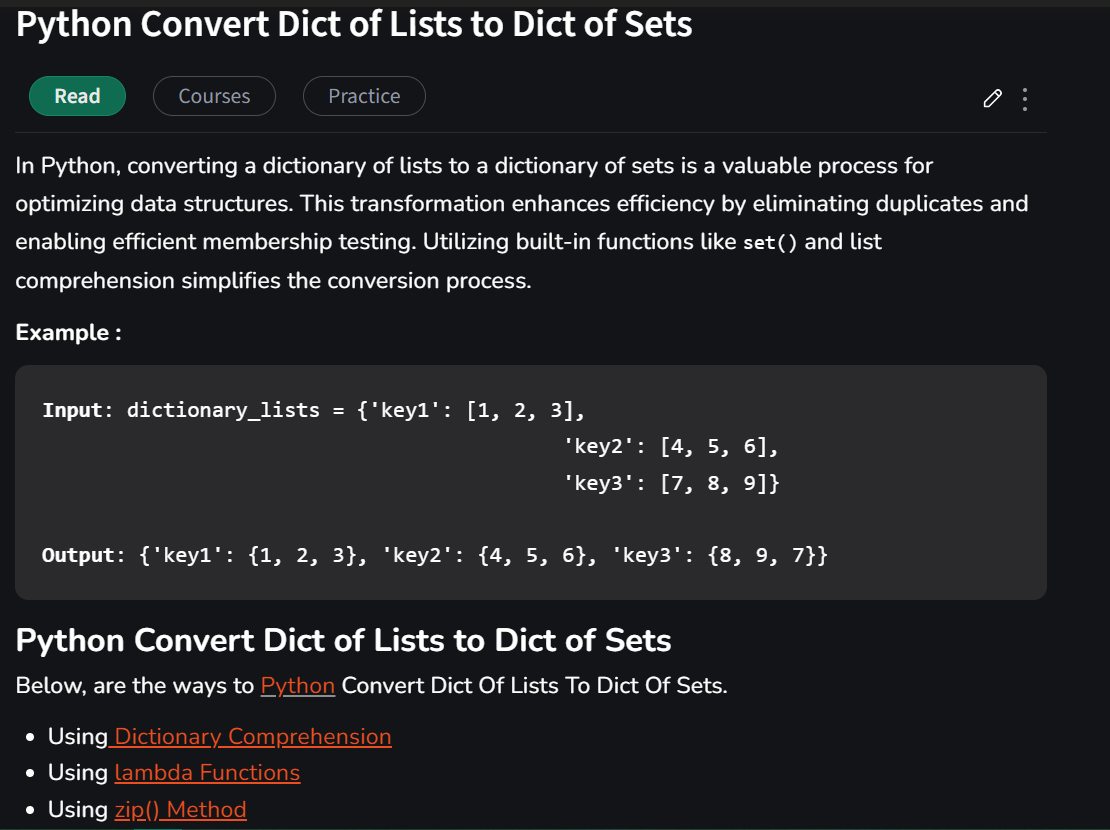 Python Convert Dict of Lists to Dict of Sets
Read Courses Practice
In Python, converting a dictionary of lists to a dictionary of sets is a valuable process for
optimizing data structures. This transformation enhances efficiency by eliminating duplicates and
enabling efficient membership testing. Utilizing built-in functions like set() and list
comprehension simplifies the conversion process.
Example :
Input: dictionary_lists = {'key1': [1, 2, 3],
'key2': [4, 5, 6],
'key3': [7, 8, 9]}
Output: {'key1': {1, 2, 3}, 'key2': {4, 5, 6}, 'key3': {8, 9, 7}}
Python Convert Dict of Lists to Dict of Sets
Below, are the ways to Python Convert Dict Of Lists To Dict Of Sets.
• Using Dictionary Comprehension
• Using lambda Functions
• Using zip() Method